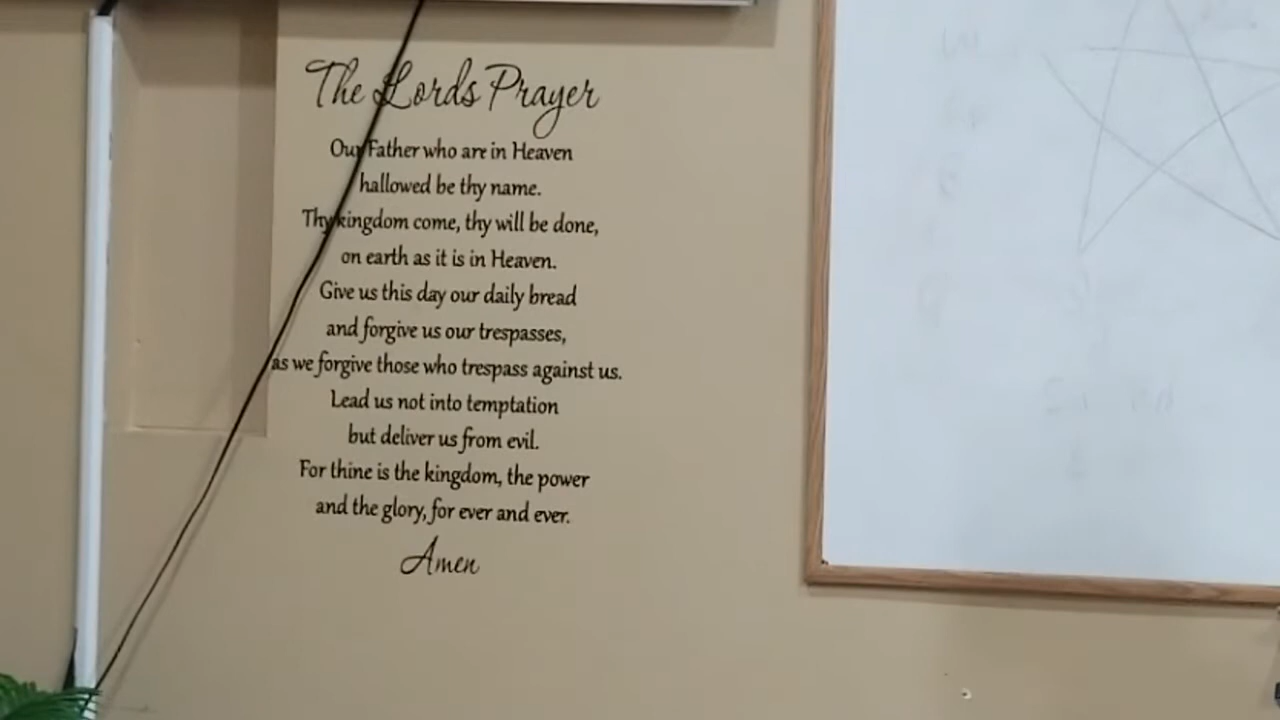 The Lords Prayer
Our Father who are in Heaven
hallowed be thy name.
Thy kingdom come, thy will be done,
on earth as it is in Heaven.
Give us this day our daily bread
and forgive us our trespasses,
as we forgive those who trespass against us.
Lead us not into temptation
but deliver us from evil.
For thine is the kingdom, the power
and the glory, for ever and ever.
Amen